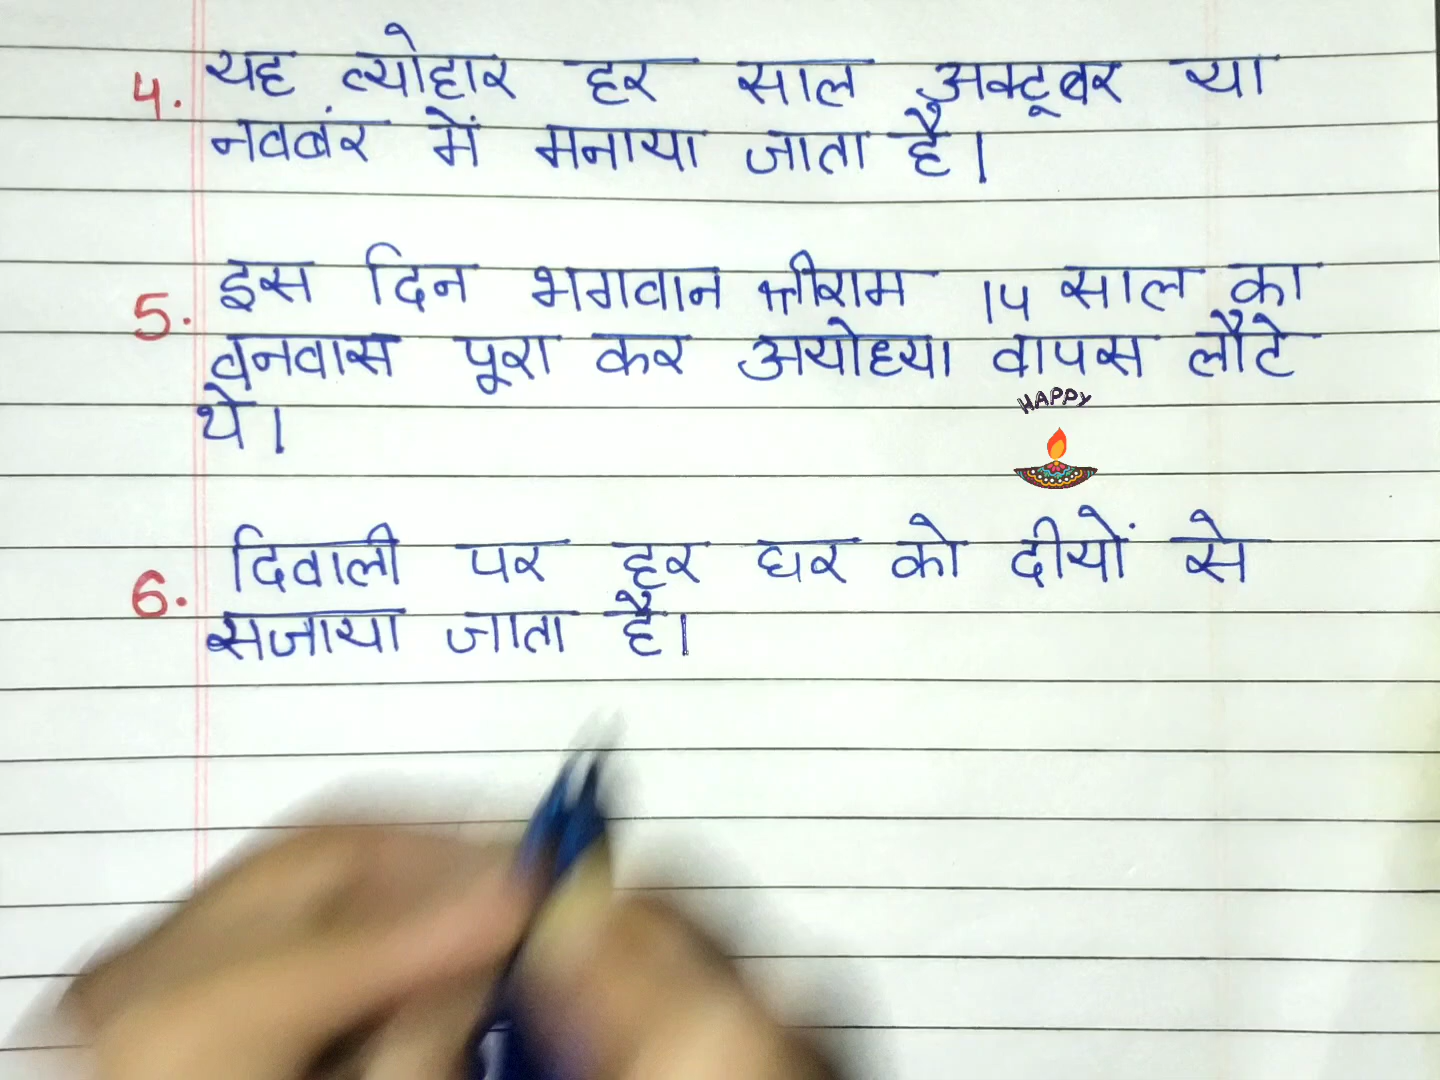 4. यह त्योहार हर साल अक्टूबर या
नवबंर में मनाया जाता है।
5. इस दिन भगवान श्रीराम 14 साल का
वनवास पूरा कर अयोध्या वापस लौटे
थे।
HAPPY
6. दिवाली पर हर घर को दीयों से
सजाया जाता है।